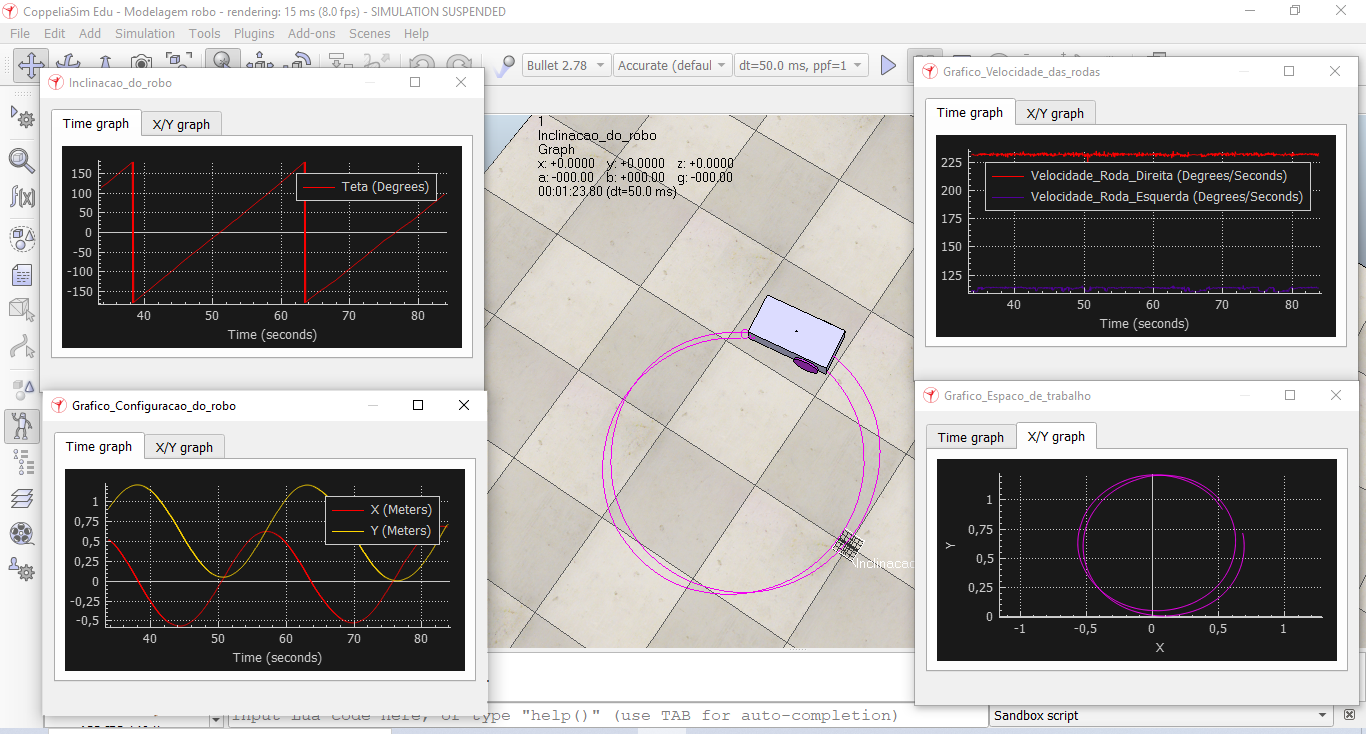 CoppeliaSim Edu - Modelagem robo - rendering: 15 ms (8.0 fps) - SIMULATION SUSPENDED
File Edit Add Simulation Tools Plugins Add-ons Scenes Help
Bullet 2.78 Accurate (defaul dt=50.0 ms, ppf=1
Inclinacao_do_robo
Time graph X/Y graph
Teta (Degrees)
150
100
50
0
-50
-100
-150
40 50 60 70 80
Time (seconds)
1
Inclinacao_do_robo
Graph
x: +0.0000 y: +0.0000 z: +0.0000
a: -000.00 b: +000.00 g: -000.00
00:01:23.80 (dt=50.0 ms)
Inclinacao
Grafico_Velocidade_das_rodas
Time graph X/Y graph
Velocidade_Roda_Direita (Degrees/Seconds)
Velocidade_Roda_Esquerda (Degrees/Seconds)
225
200
175
150
125
40 50 60 70 80
Time (seconds)
Grafico_Configuracao_do_robo
Time graph X/Y graph
X (Meters)
Y (Meters)
1
0,75
0,5
0,25
0
-0,25
-0,5
40 50 60 70 80
Time (seconds)
Grafico_Espaco_de_trabalho
Time graph X/Y graph
Y
1
0,75
0,5
0,25
0
-1 -0,5 0 0,5 1
X
Input Lua code here, or type "help()" (use TAB for auto-completion)
Sandbox script